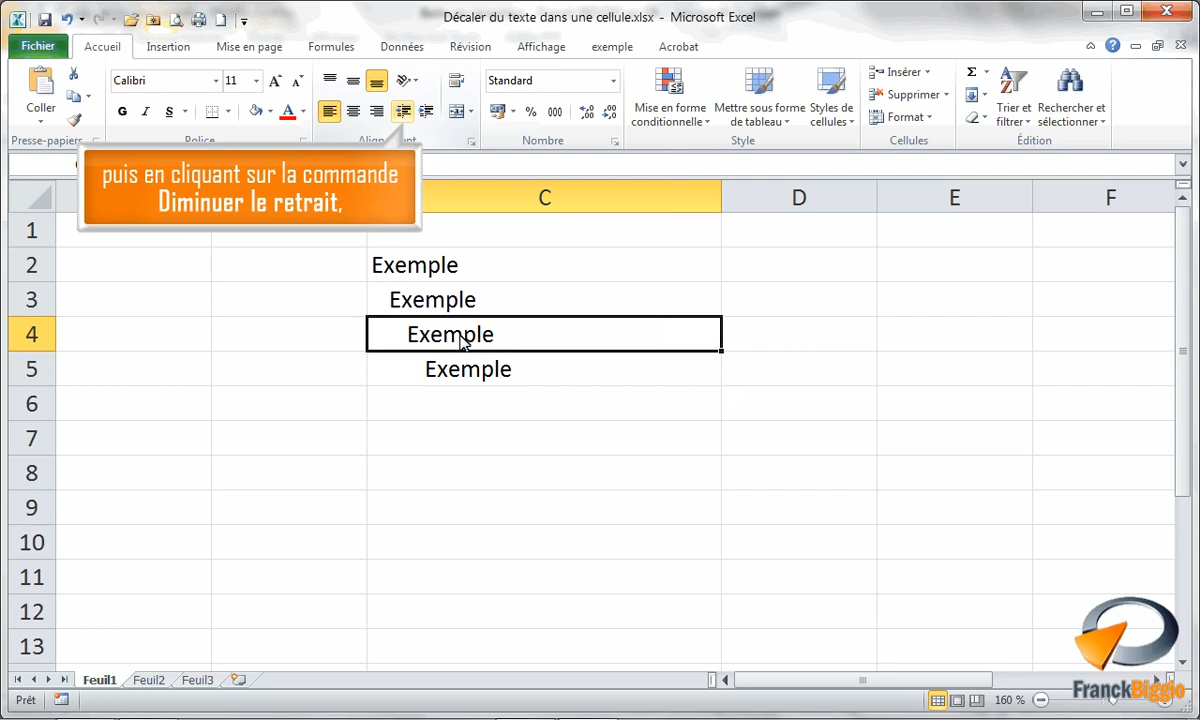 Décaler du texte dans une cellule.xlsx - Microsoft Excel
Fichier Accueil Insertion Mise en page Formules Données Révision Affichage exemple Acrobat
Coller
Calibri 11
G I S
Standard
% 000
Mise en forme conditionnelle
Mettre sous forme de tableau
Styles de cellules
Insérer
Supprimer
Format
Σ
Trier et filtrer
Rechercher et sélectionner
Presse-papiers Police Nombre Style Cellules Édition
puis en cliquant sur la commande
Diminuer le retrait,
C D E F
1
2 Exemple
3 Exemple
4 Exemple
5 Exemple
6
7
8
9
10
11
12
13
Feuil1 Feuil2 Feuil3
Prêt 160 %
FranckBiggio